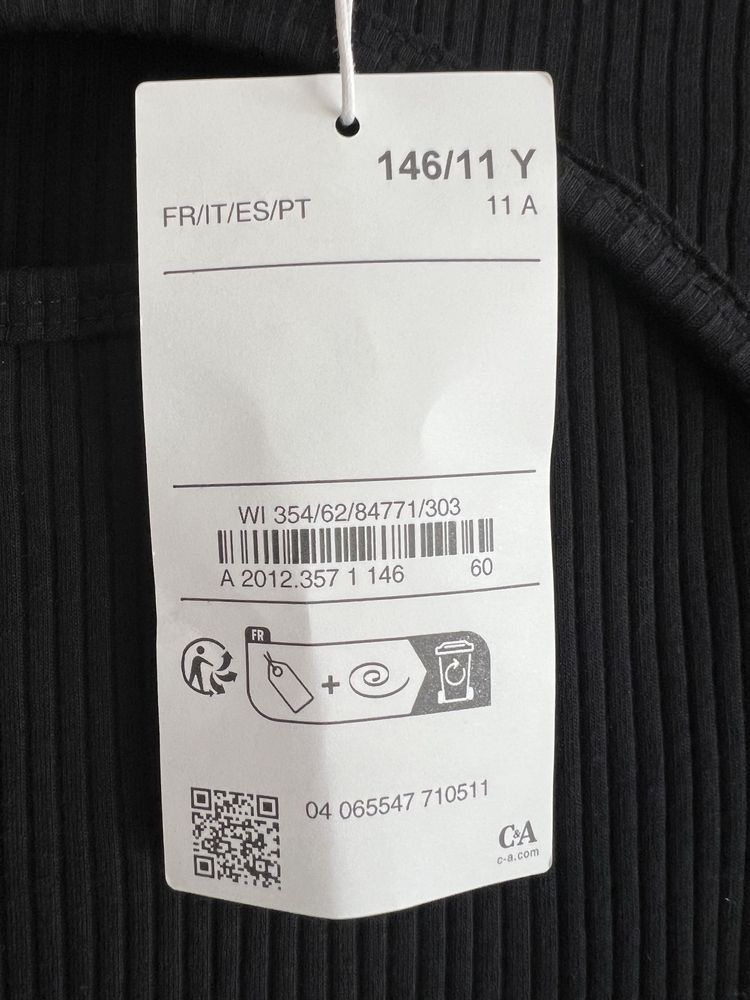 146/11 Y
FR/IT/ES/PT 11 A
WI 354/62/84771/303
A 2012.357 1 146 60
FR
04 065547 710511
C&A
c-a.com